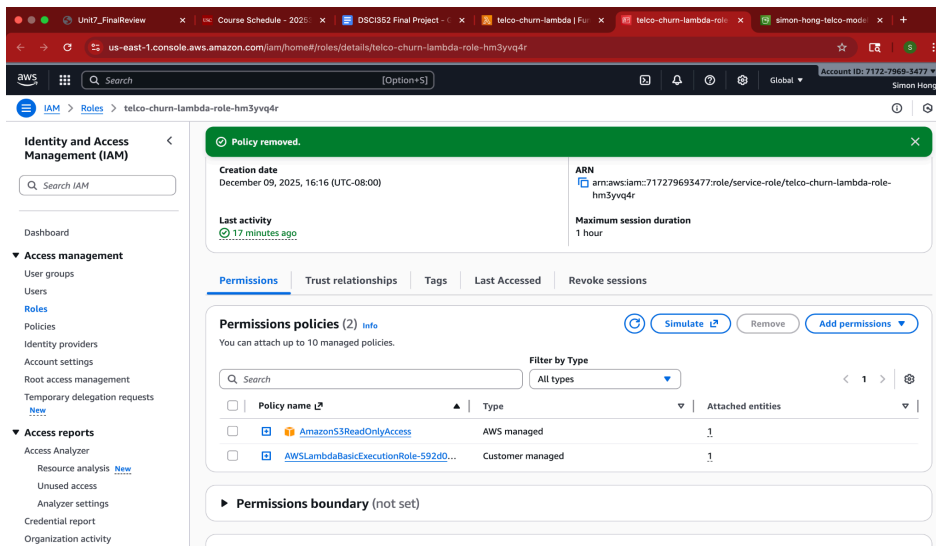 Unit7_FinalReview
Course Schedule - 2025
DSCI352 Final Project - G
telco-churn-lambda | Fun
telco-churn-lambda-role
simon-hong-telco-model
us-east-1.console.aws.amazon.com/iam/home#/roles/details/telco-churn-lambda-role-hm3yvq4r
S
aws
Search
[Option+S]
Global
Account ID: 7172-7969-3477
Simon Hong
IAM > Roles > telco-churn-lambda-role-hm3yvq4r
Identity and Access
Management (IAM)
Search IAM
Dashboard
Access management
User groups
Users
Roles
Policies
Identity providers
Account settings
Root access management
Temporary delegation requests
New
Access reports
Access Analyzer
Resource analysis New
Unused access
Analyzer settings
Credential report
Organization activity
Policy removed.
Creation date
December 09, 2025, 16:16 (UTC-08:00)
ARN
arn:aws:iam::717279693477:role/service-role/telco-churn-lambda-role-
hm3yvq4r
Last activity
17 minutes ago
Maximum session duration
1 hour
Permissions Trust relationships Tags Last Accessed Revoke sessions
Permissions policies (2) Info
Simulate Remove Add permissions
You can attach up to 10 managed policies.
Filter by Type
Search
All types
< 1 >
Policy name Type Attached entities
AmazonS3ReadOnlyAccess AWS managed 1
AWSLambdaBasicExecutionRole-592d0... Customer managed 1
Permissions boundary (not set)